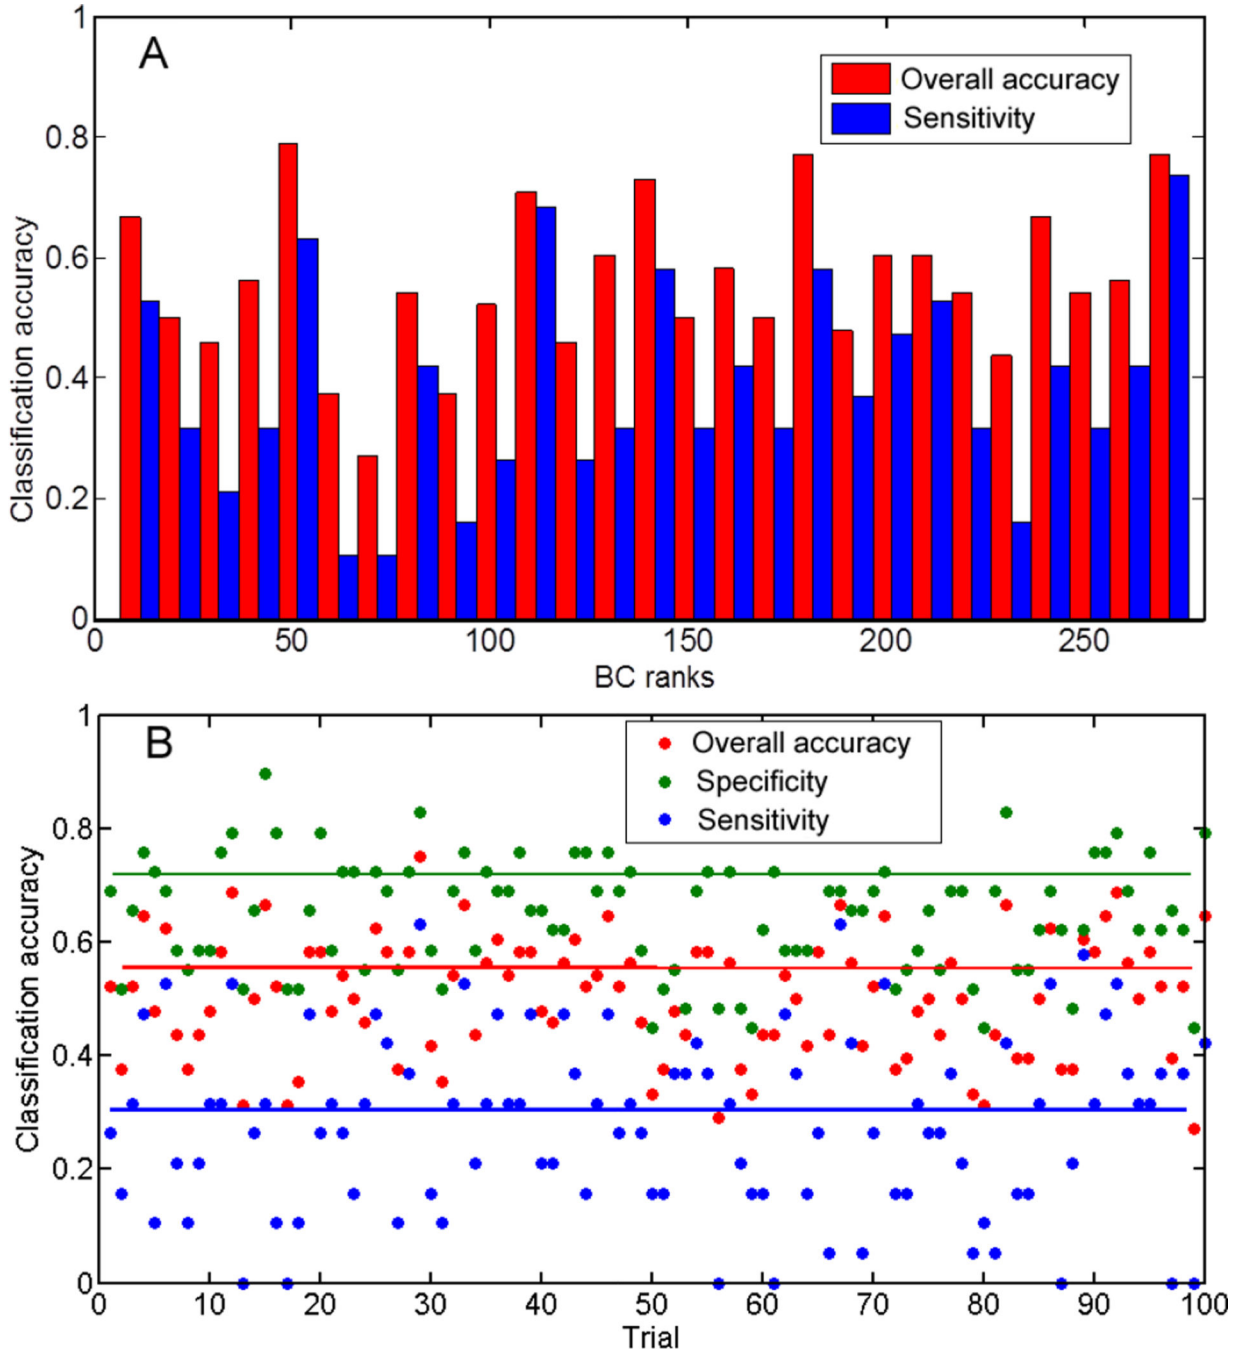 1
A
Overall accuracy
Sensitivity
0.8
0.6
0.4
0.2
0
Classification accuracy
0 50 100 150 200 250
BC ranks
1
B
Overall accuracy
Specificity
Sensitivity
0.8
0.6
0.4
0.2
0
Classification accuracy
0 10 20 30 40 50 60 70 80 90 100
Trial